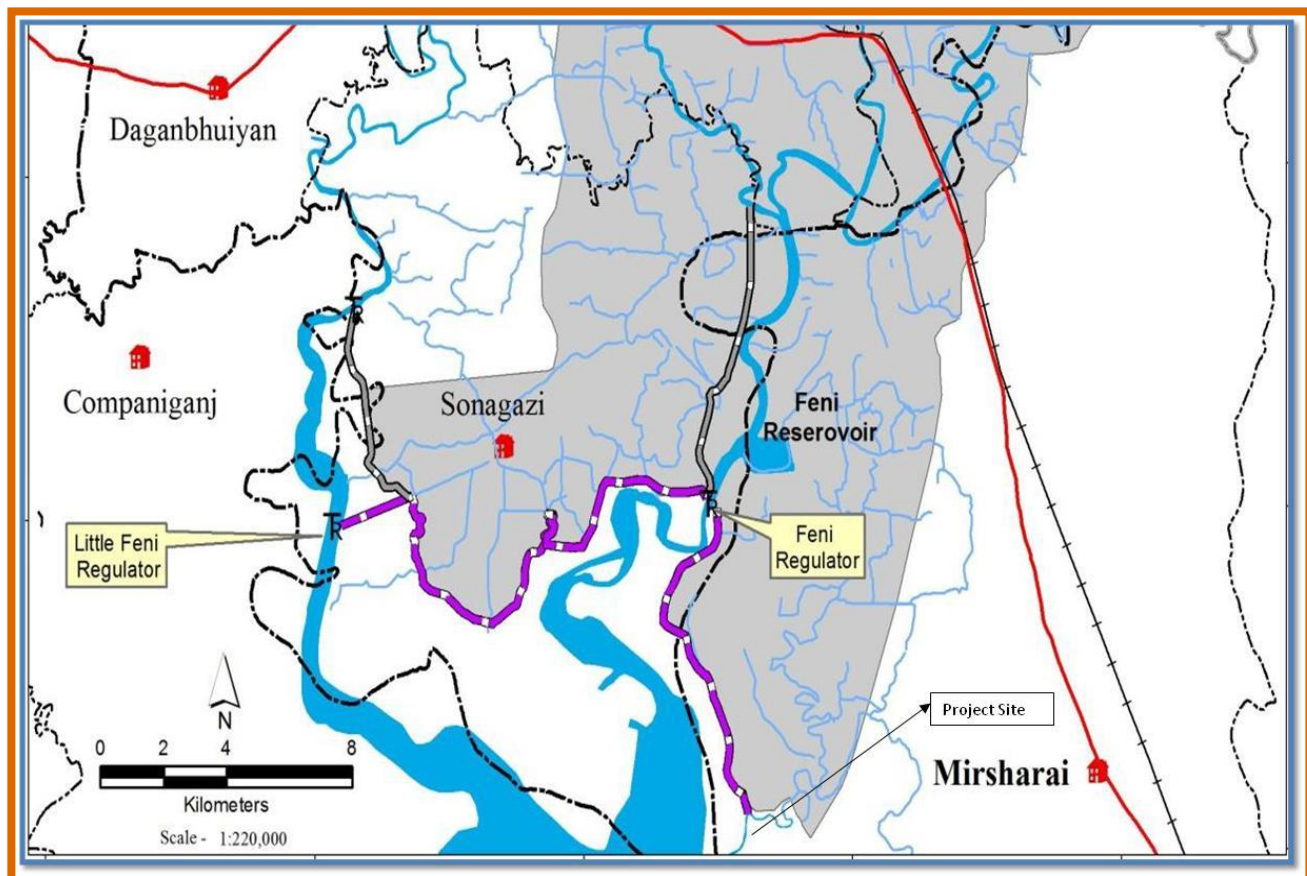 Daganbhuiyan
Companiganj
Sonagazi
Feni
Reserovoir
Little Feni
Regulator
Feni
Regulator
Project Site
Mirsharai
N
0 2 4 8
Kilometers
Scale - 1:220,000